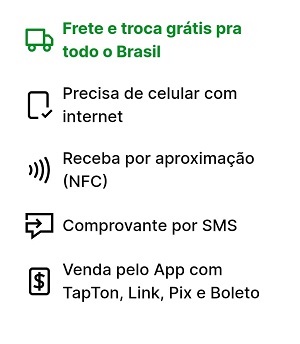 Frete e troca grátis pra
todo o Brasil
Precisa de celular com
internet
Receba por aproximação
(NFC)
Comprovante por SMS
Venda pelo App com
TapTon, Link, Pix e Boleto